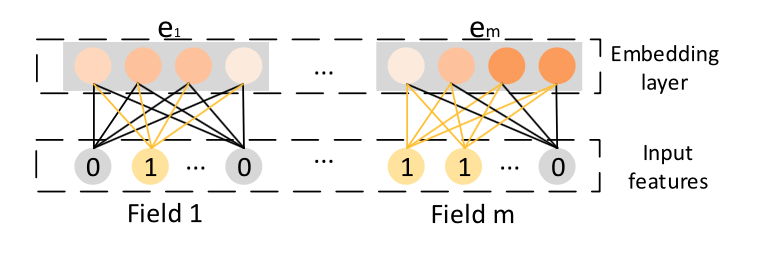 e1 em
... Embedding
layer
0 1 ... 0 ... 1 1 ... 0 Input
features
Field 1 Field m